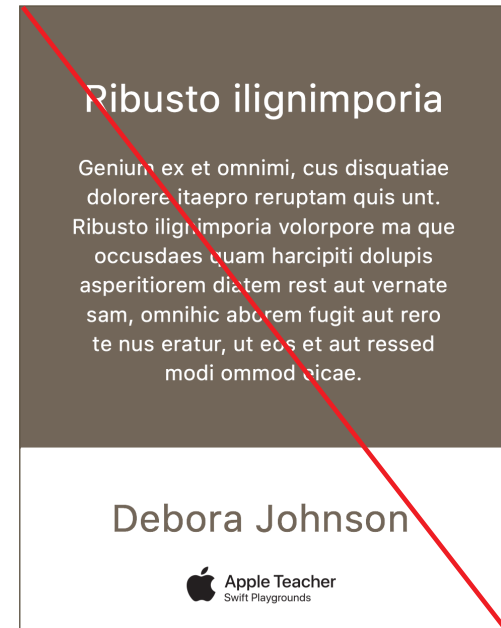 Ribusto ilignimporia
Genium ex et omnimi, cus disquatiae
dolorere itaepro reruptam quis unt.
Ribusto ilignimporia volorpore ma que
occusdaes quam harcipiti dolupis
asperitiorem diatem rest aut vernate
sam, omnihic aborem fugit aut rero
te nus eratur, ut eos et aut ressed
modi ommod eicae.
Debora Johnson
Apple Teacher
Swift Playgrounds